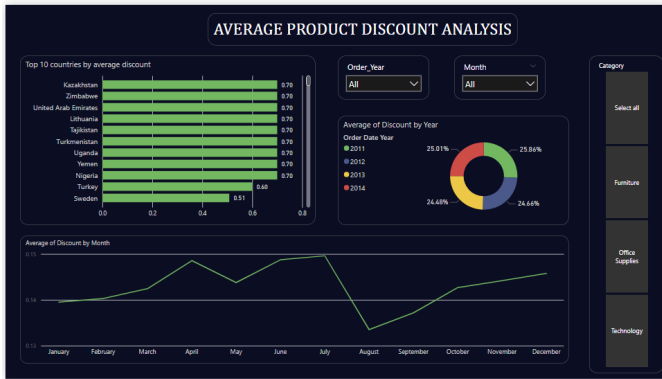 AVERAGE PRODUCT DISCOUNT ANALYSIS
Top 10 countries by average discount
Kazakhstan 0.70
Zimbabwe 0.70
United Arab Emirates 0.70
Lithuania 0.70
Tajikistan 0.70
Turkmenistan 0.70
Uganda 0.70
Yemen 0.70
Nigeria 0.70
Turkey 0.60
Sweden 0.51
0.0 0.2 0.4 0.6 0.8
Order_Year
All
Month
All
Average of Discount by Year
Order Date Year
2011
2012
2013
2014
25.01%
25.86%
24.48%
24.66%
Category
Select all
Furniture
Office
Supplies
Technology
Average of Discount by Month
0.15
0.14
0.13
January February March April May June July August September October November December